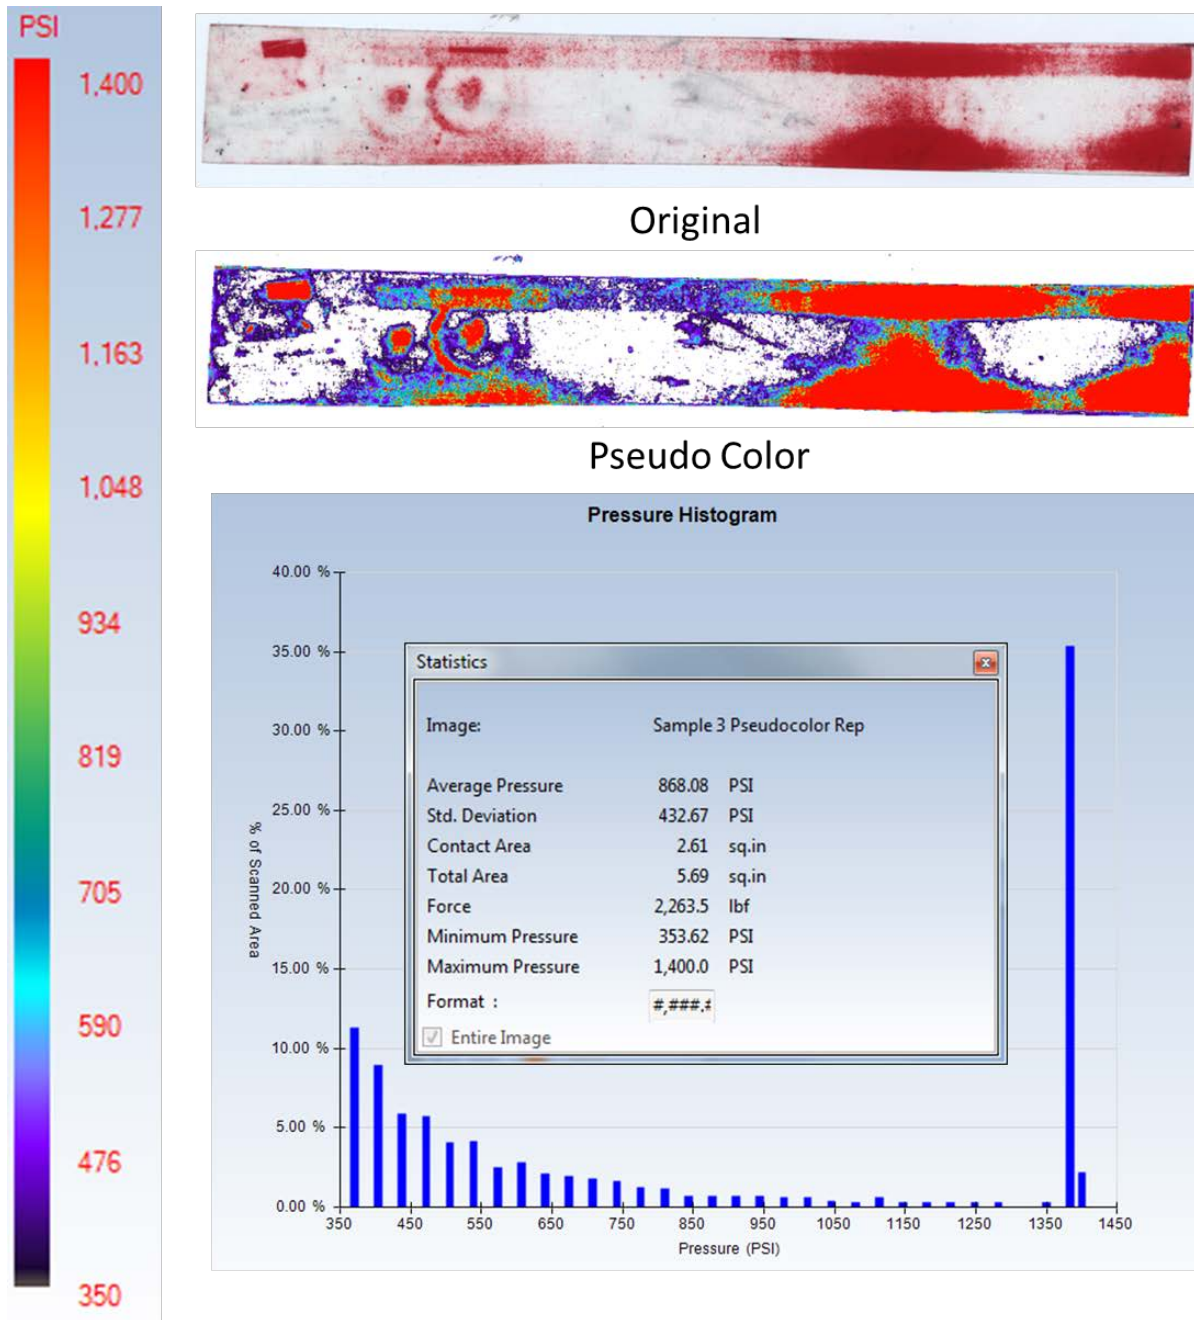 PSI
1,400
1,277
1,163
1,048
934
819
705
590
476
350
Original
Pseudo Color
Pressure Histogram
40.00 %
35.00 %
30.00 %
25.00 %
20.00 %
15.00 %
10.00 %
5.00 %
0.00 %
% of Scanned Area
350 450 550 650 750 850 950 1050 1150 1250 1350 1450
Pressure (PSI)
Statistics
x
Image: Sample 3 Pseudocolor Rep
Average Pressure 868.08 PSI
Std. Deviation 432.67 PSI
Contact Area 2.61 sq.in
Total Area 5.69 sq.in
Force 2,263.5 lbf
Minimum Pressure 353.62 PSI
Maximum Pressure 1,400.0 PSI
Format : #,###.#
Entire Image